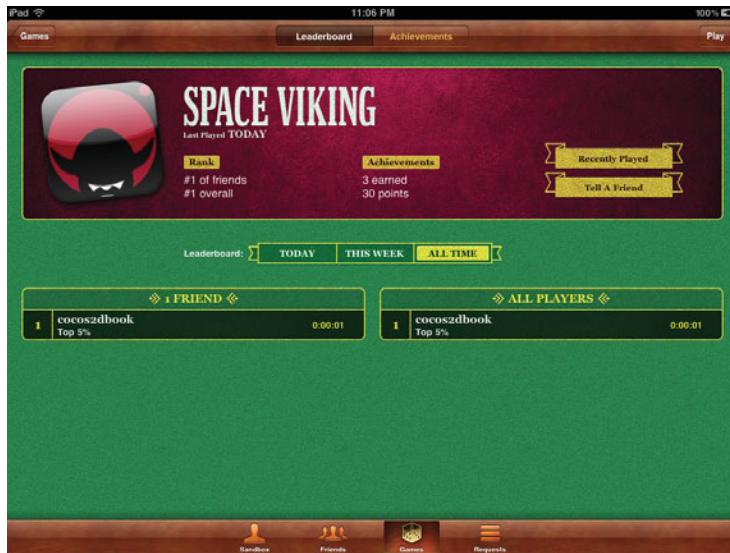 iPad 11:06 PM 100%
Games Leaderboard Achievements Play
SPACE VIKING
Last Played TODAY
Rank Achievements
#1 of friends 3 earned
#1 overall 30 points
Recently Played
Tell A Friend
Leaderboard: TODAY THIS WEEK ALL TIME
1 FRIEND
1 cocos2dbook 0:00:01
Top 5%
ALL PLAYERS
1 cocos2dbook 0:00:01
Top 5%
Sandbox Friends Games Requests